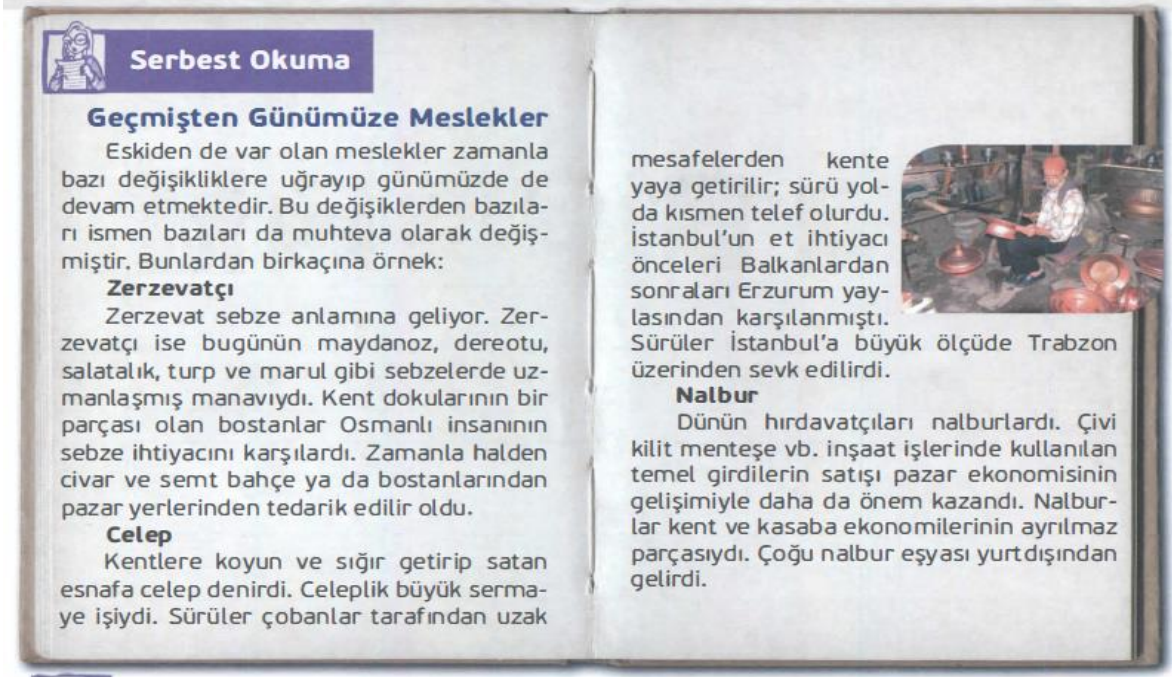 Serbest Okuma
Geçmişten Günümüze Meslekler
Eskiden de var olan meslekler zamanla
bazı değişikliklere uğrayıp günümüzde de
devam etmektedir. Bu değişiklerden bazıla-
rı ismen bazıları da muhteva olarak değiş-
miştir. Bunlardan birkaçına örnek:
Zerzevatçı
Zerzevat sebze anlamına geliyor. Zer-
zevatçı ise bugünün maydanoz, dereotu,
salatalık, turp ve marul gibi sebzelerde uz-
manlaşmış manavıydı. Kent dokularının bir
parçası olan bostanlar Osmanlı insanının
sebze ihtiyacını karşılardı. Zamanla halden
civar ve semt bahçe ya da bostanlarından
pazar yerlerinden tedarik edilir oldu.
Celep
Kentlere koyun ve sığır getirip satan
esnafa celep denirdi. Celeplik büyük serma-
ye işiydi. Sürüler çobanlar tarafından uzak
mesafelerden kente
yaya getirilir; sürü yol-
da kısmen telef olurdu.
İstanbul'un et ihtiyacı
önceleri Balkanlardan
sonraları Erzurum yay-
lasından karşılanmıştı.
Sürüler İstanbul'a büyük ölçüde Trabzon
üzerinden sevk edilirdi.
Nalbur
Dünün hırdavatçıları nalburlardı. Çivi
kilit menteşe vb. inşaat işlerinde kullanılan
temel girdilerin satışı pazar ekonomisinin
gelişimiyle daha da önem kazandı. Nalbur-
lar kent ve kasaba ekonomilerinin ayrılmaz
parçasıydı. Çoğu nalbur eşyası yurtdışından
gelirdi.